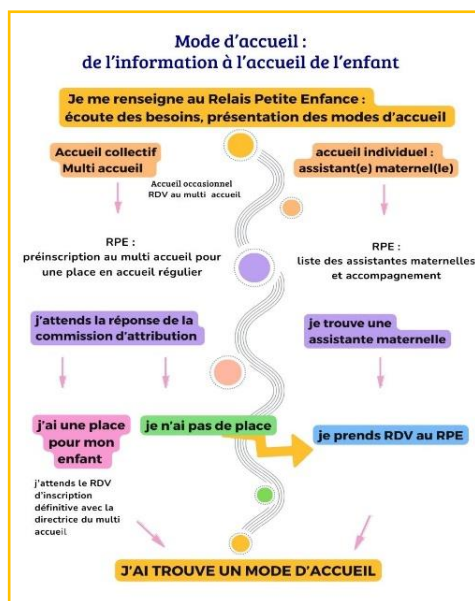 Mode d'accueil :
de l'information à l'accueil de l'enfant
Je me renseigne au Relais Petite Enfance :
écoute des besoins, présentation des modes d'accueil
Accueil collectif
Multi accueil
Accueil occasionnel
RDV au multi accueil
accueil individuel :
assistant(e) maternel(le)
RPE :
préinscription au multi accueil pour
une place en accueil régulier
RPE :
liste des assistantes maternelles
et accompagnement
j'attends la réponse de la
commission d'attribution
je trouve une
assistante maternelle
j'ai une place
pour mon
enfant
je n'ai pas de place
je prends RDV au RPE
j'attends le RDV
d'inscription
définitive avec la
directrice du multi
accueil
J'AI TROUVE UN MODE D'ACCUEIL